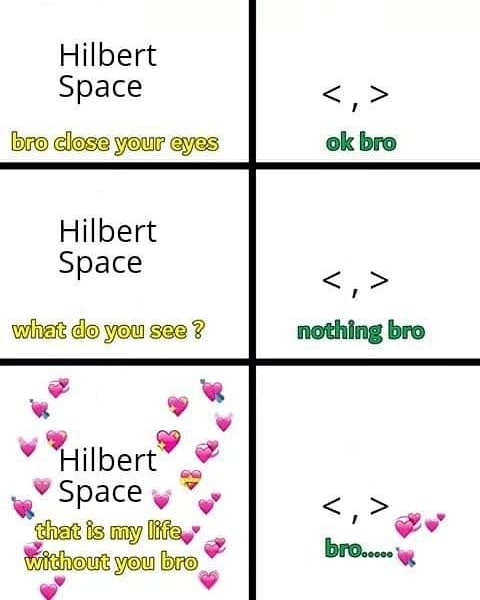 Hilbert
Space
< , >
bro close your eyes
ok bro
Hilbert
Space
< , >
what do you see ?
nothing bro
Hilbert
Space
< , >
that is my life
without you bro
bro.....